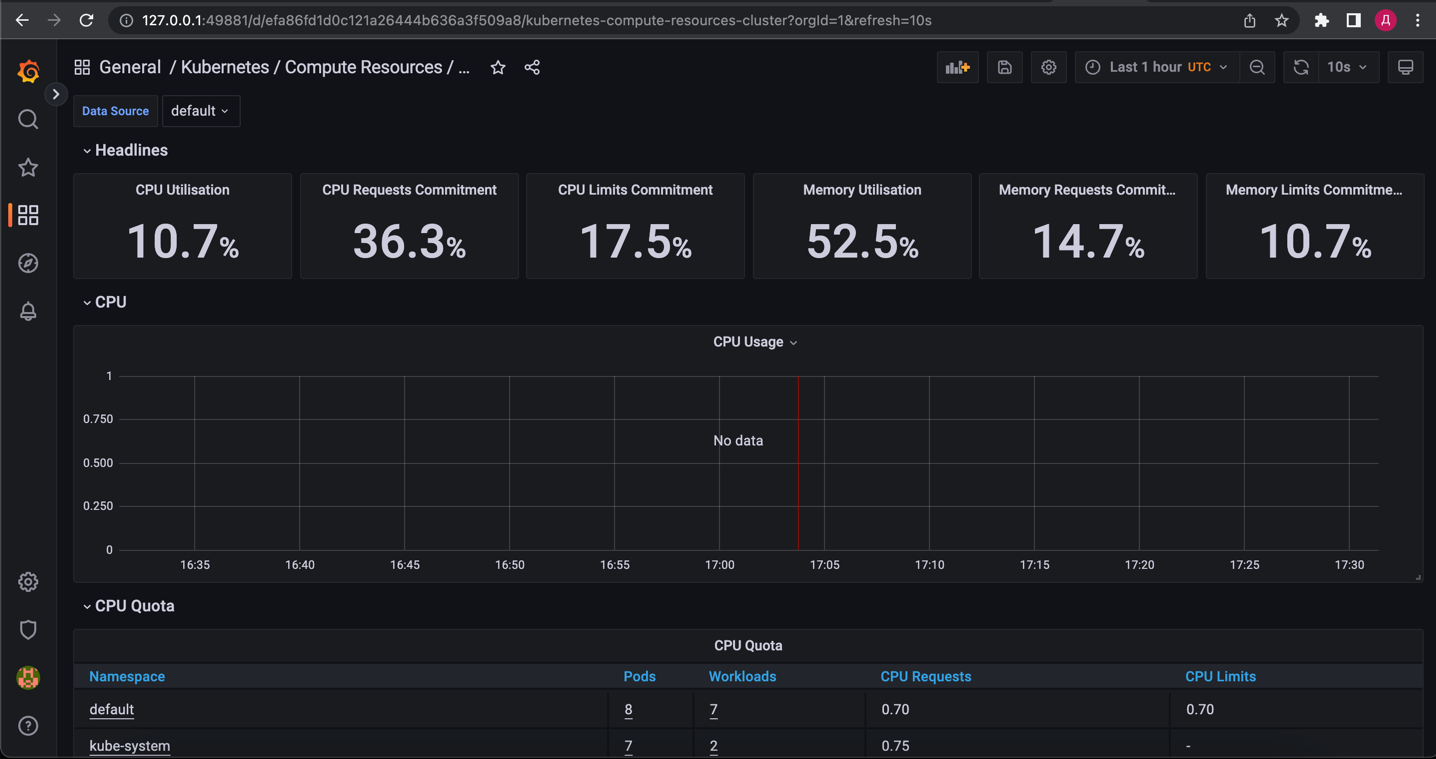 127.0.0.1:49881/d/efa86fd1d0c121a26444b636a3f509a8/kubernetes-compute-resources-cluster?orgId=1&refresh=10s
Д
General / Kubernetes / Compute Resources / ...
Last 1 hour UTC
10s
Data Source default
Headlines
CPU Utilisation
10.7%
CPU Requests Commitment
36.3%
CPU Limits Commitment
17.5%
Memory Utilisation
52.5%
Memory Requests Commit...
14.7%
Memory Limits Commitme...
10.7%
CPU
CPU Usage
1
0.750
0.500
0.250
0
No data
16:35 16:40 16:45 16:50 16:55 17:00 17:05 17:10 17:15 17:20 17:25 17:30
CPU Quota
CPU Quota
Namespace Pods Workloads CPU Requests CPU Limits
default 8 7 0.70 0.70
kube-system 7 2 0.75 -